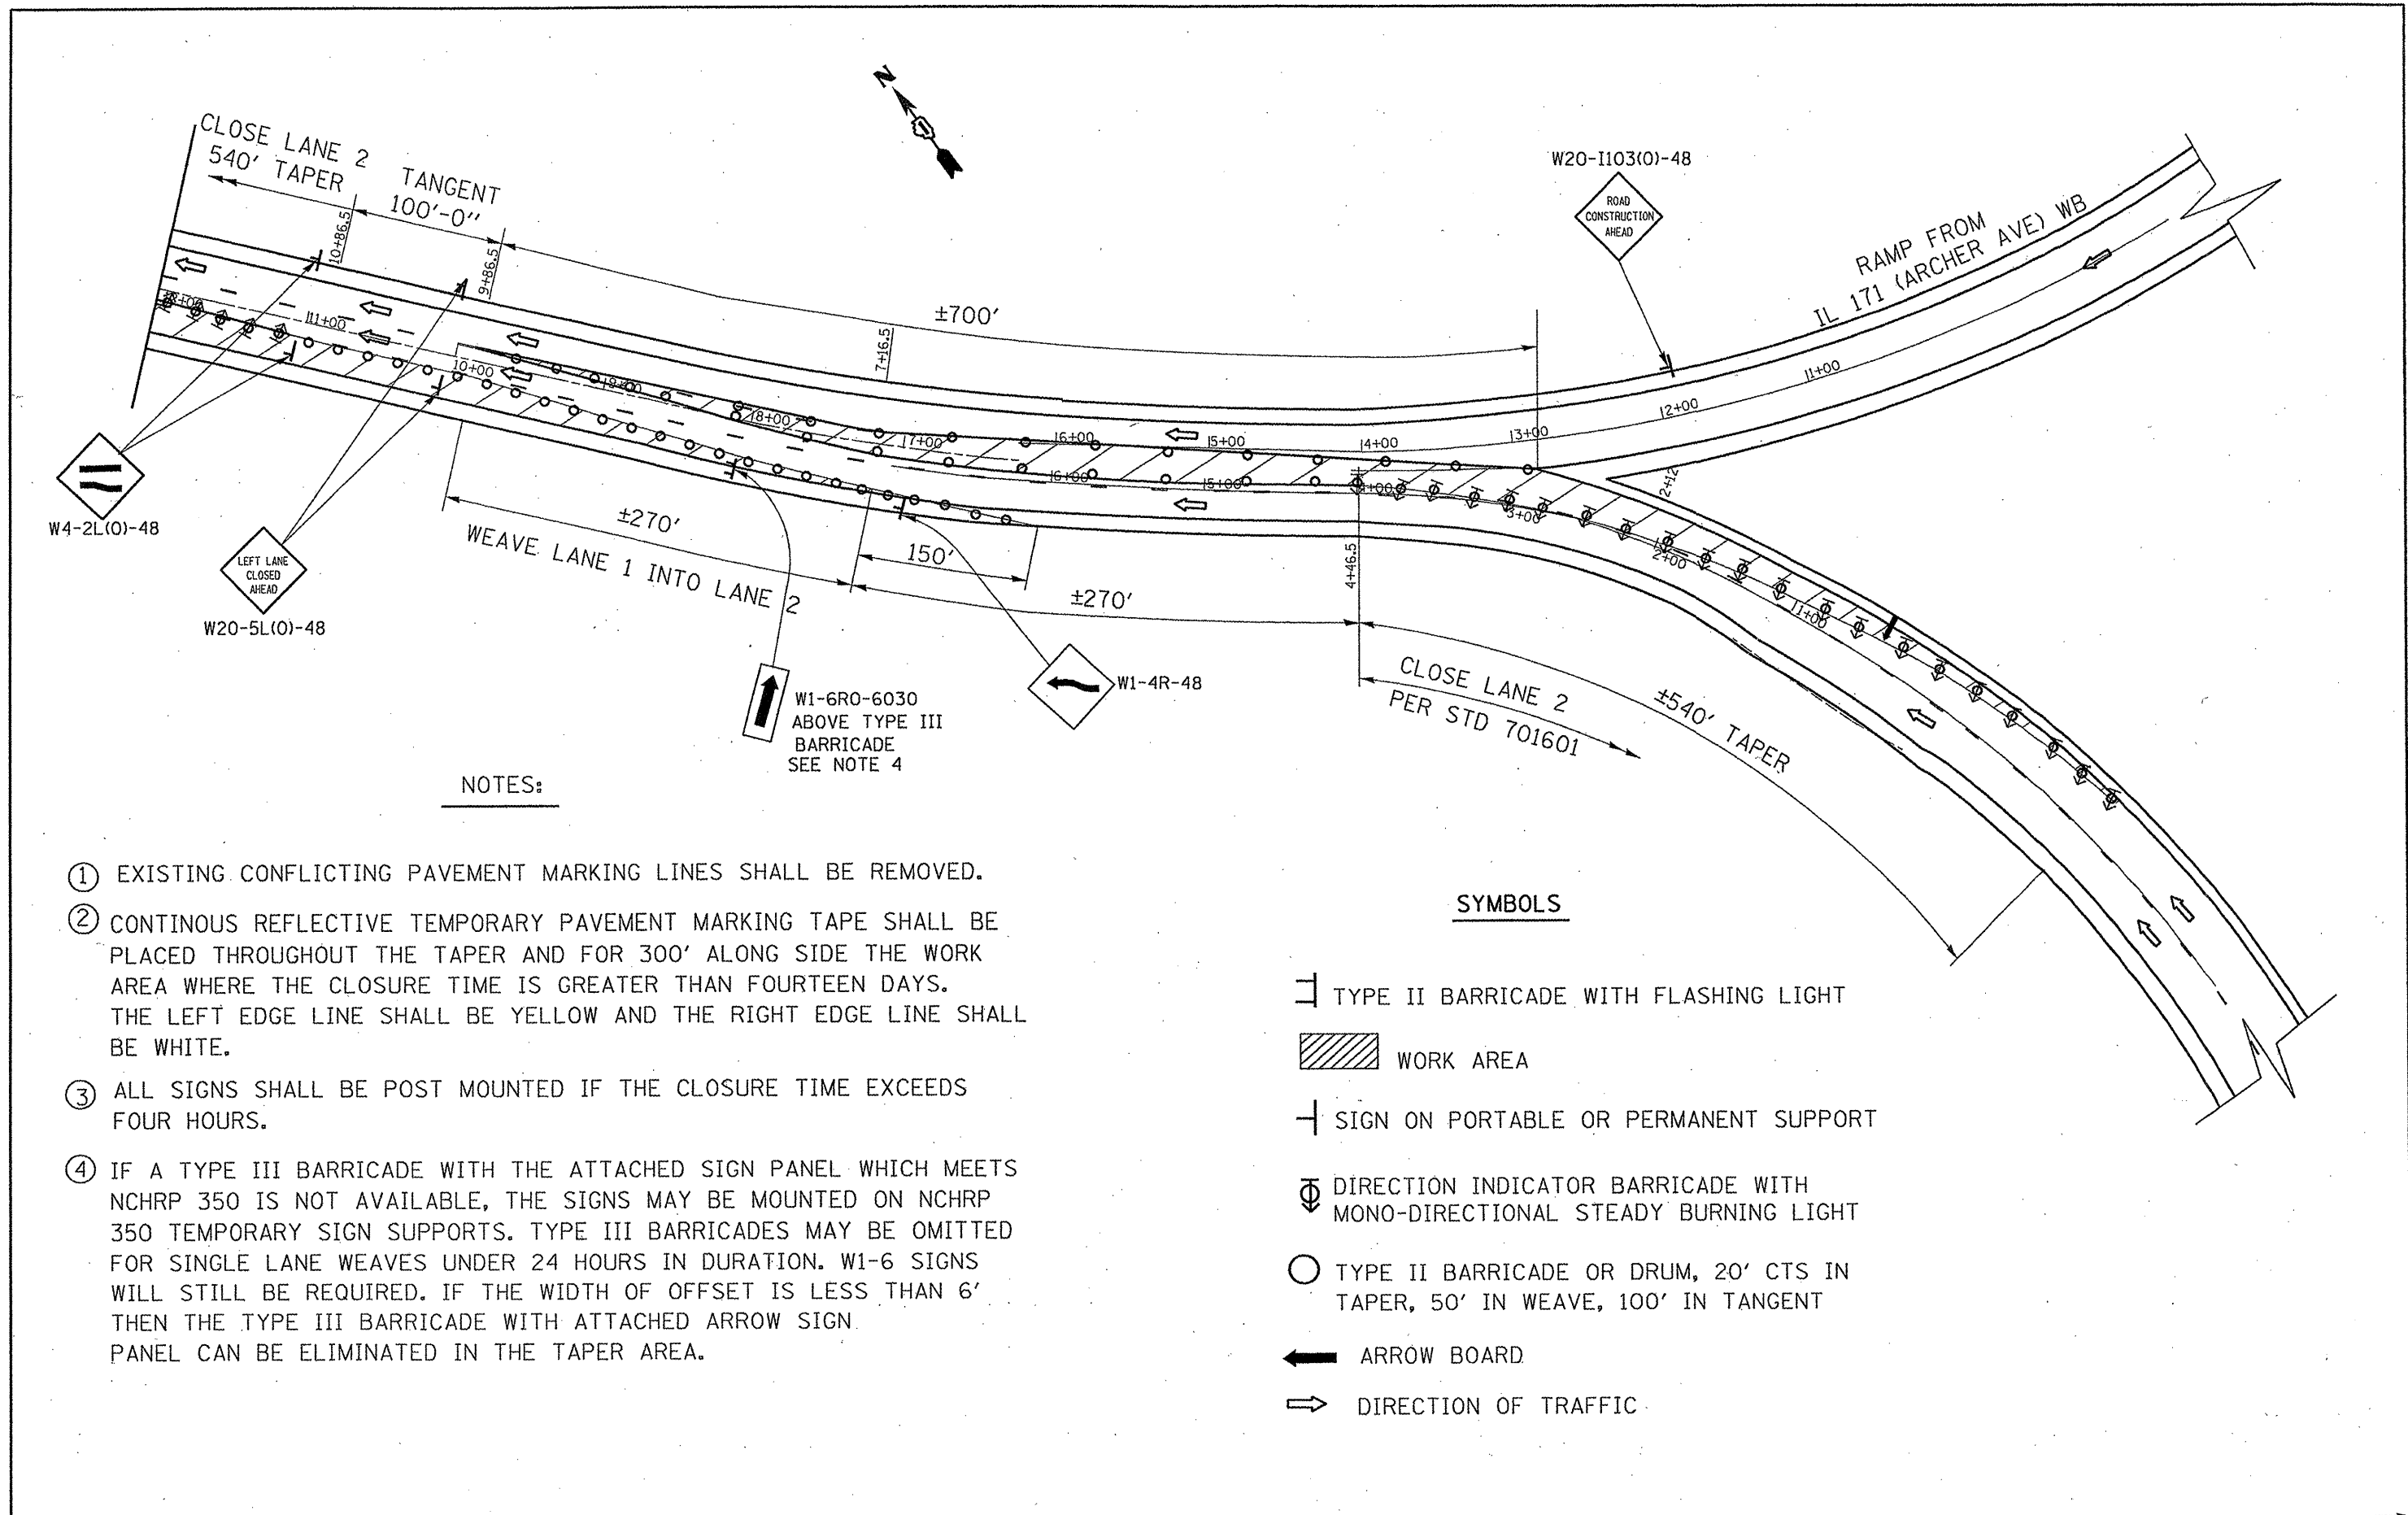 N
CLOSE LANE 2
540' TAPER
TANGENT
100'-0"
10+86.5
9+86.5
±700'
7+16.5
W20-I103(O)-48
ROAD
CONSTRUCTION
AHEAD
RAMP FROM
IL 171 (ARCHER AVE) WB
11+00
10+00
18+00
17+00
16+00
15+00
14+00
13+00
12+00
11+00
16+00
15+00
3+00
2+00
11+00
2+12
4+46.5
W4-2L(O)-48
LEFT LANE
CLOSED
AHEAD
W20-5L(O)-48
±270'
WEAVE LANE 1 INTO LANE 2
150'
±270'
W1-6RO-6030
ABOVE TYPE III
BARRICADE
SEE NOTE 4
W1-4R-48
CLOSE LANE 2
PER STD 701601
±540' TAPER
NOTES:
1 EXISTING CONFLICTING PAVEMENT MARKING LINES SHALL BE REMOVED.
2 CONTINOUS REFLECTIVE TEMPORARY PAVEMENT MARKING TAPE SHALL BE
PLACED THROUGHOUT THE TAPER AND FOR 300' ALONG SIDE THE WORK
AREA WHERE THE CLOSURE TIME IS GREATER THAN FOURTEEN DAYS.
THE LEFT EDGE LINE SHALL BE YELLOW AND THE RIGHT EDGE LINE SHALL
BE WHITE.
3 ALL SIGNS SHALL BE POST MOUNTED IF THE CLOSURE TIME EXCEEDS
FOUR HOURS.
4 IF A TYPE III BARRICADE WITH THE ATTACHED SIGN PANEL WHICH MEETS
NCHRP 350 IS NOT AVAILABLE, THE SIGNS MAY BE MOUNTED ON NCHRP
350 TEMPORARY SIGN SUPPORTS. TYPE III BARRICADES MAY BE OMITTED
FOR SINGLE LANE WEAVES UNDER 24 HOURS IN DURATION. W1-6 SIGNS
WILL STILL BE REQUIRED. IF THE WIDTH OF OFFSET IS LESS THAN 6'
THEN THE TYPE III BARRICADE WITH ATTACHED ARROW SIGN
PANEL CAN BE ELIMINATED IN THE TAPER AREA.
SYMBOLS
TYPE II BARRICADE WITH FLASHING LIGHT
WORK AREA
SIGN ON PORTABLE OR PERMANENT SUPPORT
DIRECTION INDICATOR BARRICADE WITH
MONO-DIRECTIONAL STEADY BURNING LIGHT
TYPE II BARRICADE OR DRUM, 20' CTS IN
TAPER, 50' IN WEAVE, 100' IN TANGENT
ARROW BOARD
DIRECTION OF TRAFFIC